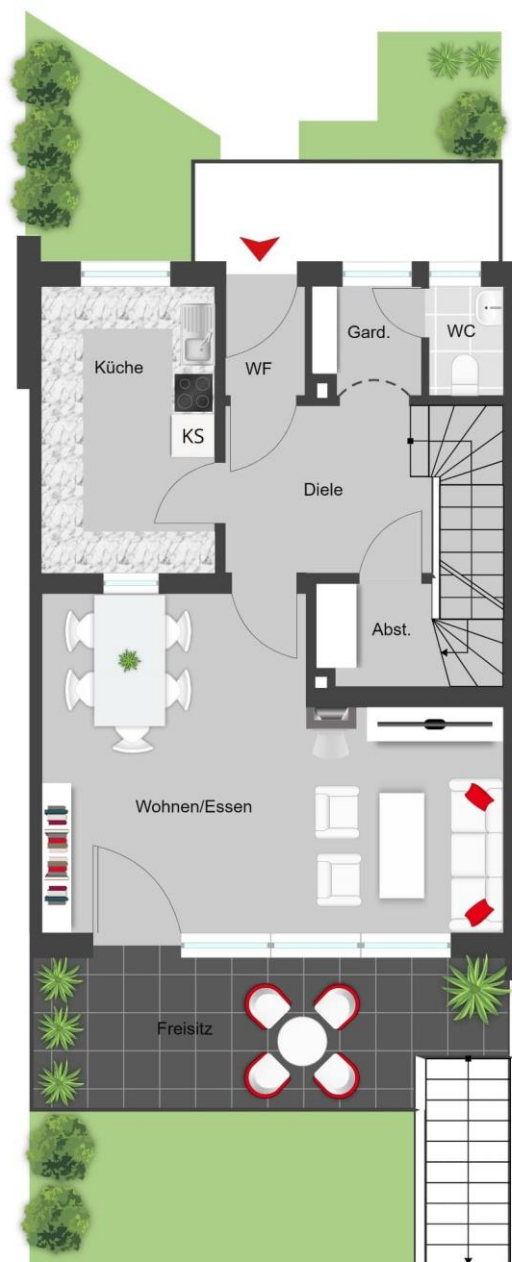 Gard.
WC
Küche
WF
KS
Diele
Abst.
Wohnen/Essen
Freisitz